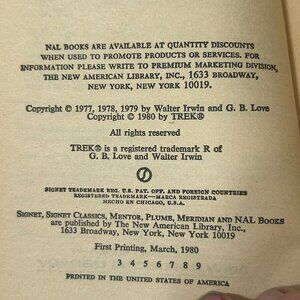 NAL BOOKS ARE AVAILABLE AT QUANTITY DISCOUNTS
WHEN USED TO PROMOTE PRODUCTS OR SERVICES. FOR
INFORMATION PLEASE WRITE TO PREMIUM MARKETING DIVISION,
THE NEW AMERICAN LIBRARY, INC., 1633 BROADWAY,
NEW YORK, NEW YORK 10019.
Copyright © 1977, 1978, 1979 by Walter Irwin and G. B. Love
Copyright © 1980 by TREK®
All rights reserved
TREK® is a registered trademark R of
G. B. Love and Walter Irwin
SIGNET TRADEMARK REG. U.S. PAT. OFF. AND FOREIGN COUNTRIES
REGISTERED TRADEMARK—MARCA REGISTRADA
HECHO EN CHICAGO, U.S.A.
SIGNET, SIGNET CLASSICS, MENTOR, PLUME, MERIDIAN AND NAL BOOKS
are published by The New American Library, Inc.,
1633 Broadway, New York, New York 10019
First Printing, March, 1980
3 4 5 6 7 8 9
PRINTED IN THE UNITED STATES OF AMERICA